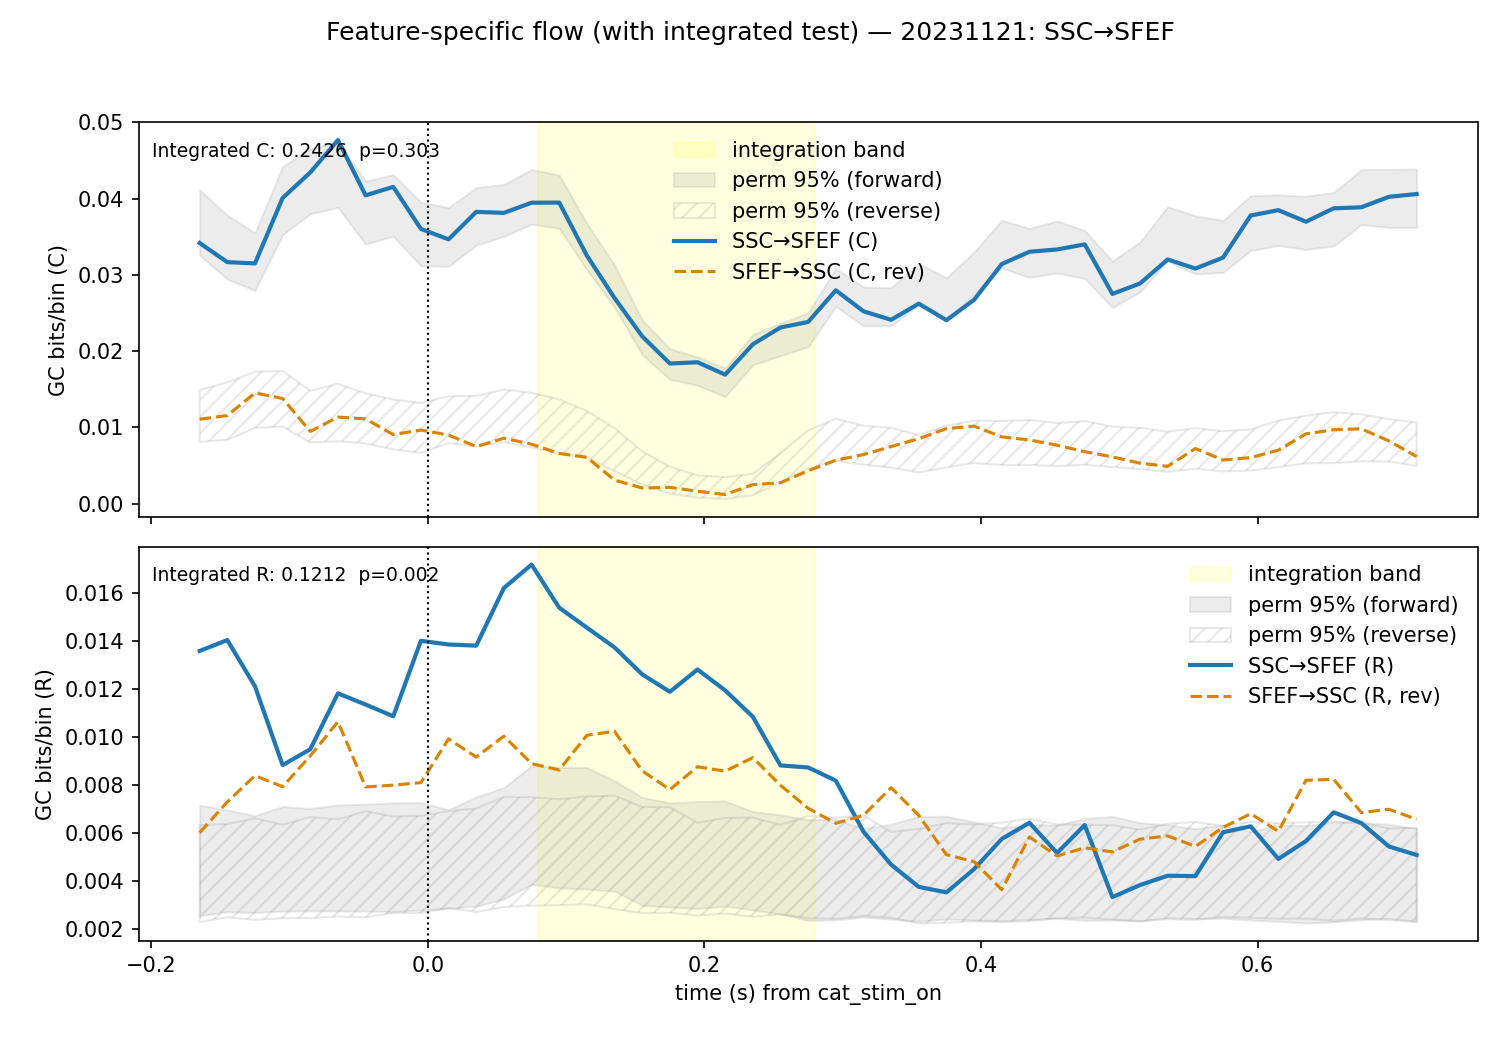 Feature-specific flow (with integrated test) — 20231121: SSC→SFEF
0.05
0.04
0.03
0.02
0.01
0.00
GC bits/bin (C)
Integrated C: 0.2426  p=0.303
integration band
perm 95% (forward)
perm 95% (reverse)
SSC→SFEF (C)
SFEF→SSC (C, rev)
0.016
0.014
0.012
0.010
0.008
0.006
0.004
0.002
GC bits/bin (R)
Integrated R: 0.1212  p=0.002
integration band
perm 95% (forward)
perm 95% (reverse)
SSC→SFEF (R)
SFEF→SSC (R, rev)
−0.2 0.0 0.2 0.4 0.6
time (s) from cat_stim_on